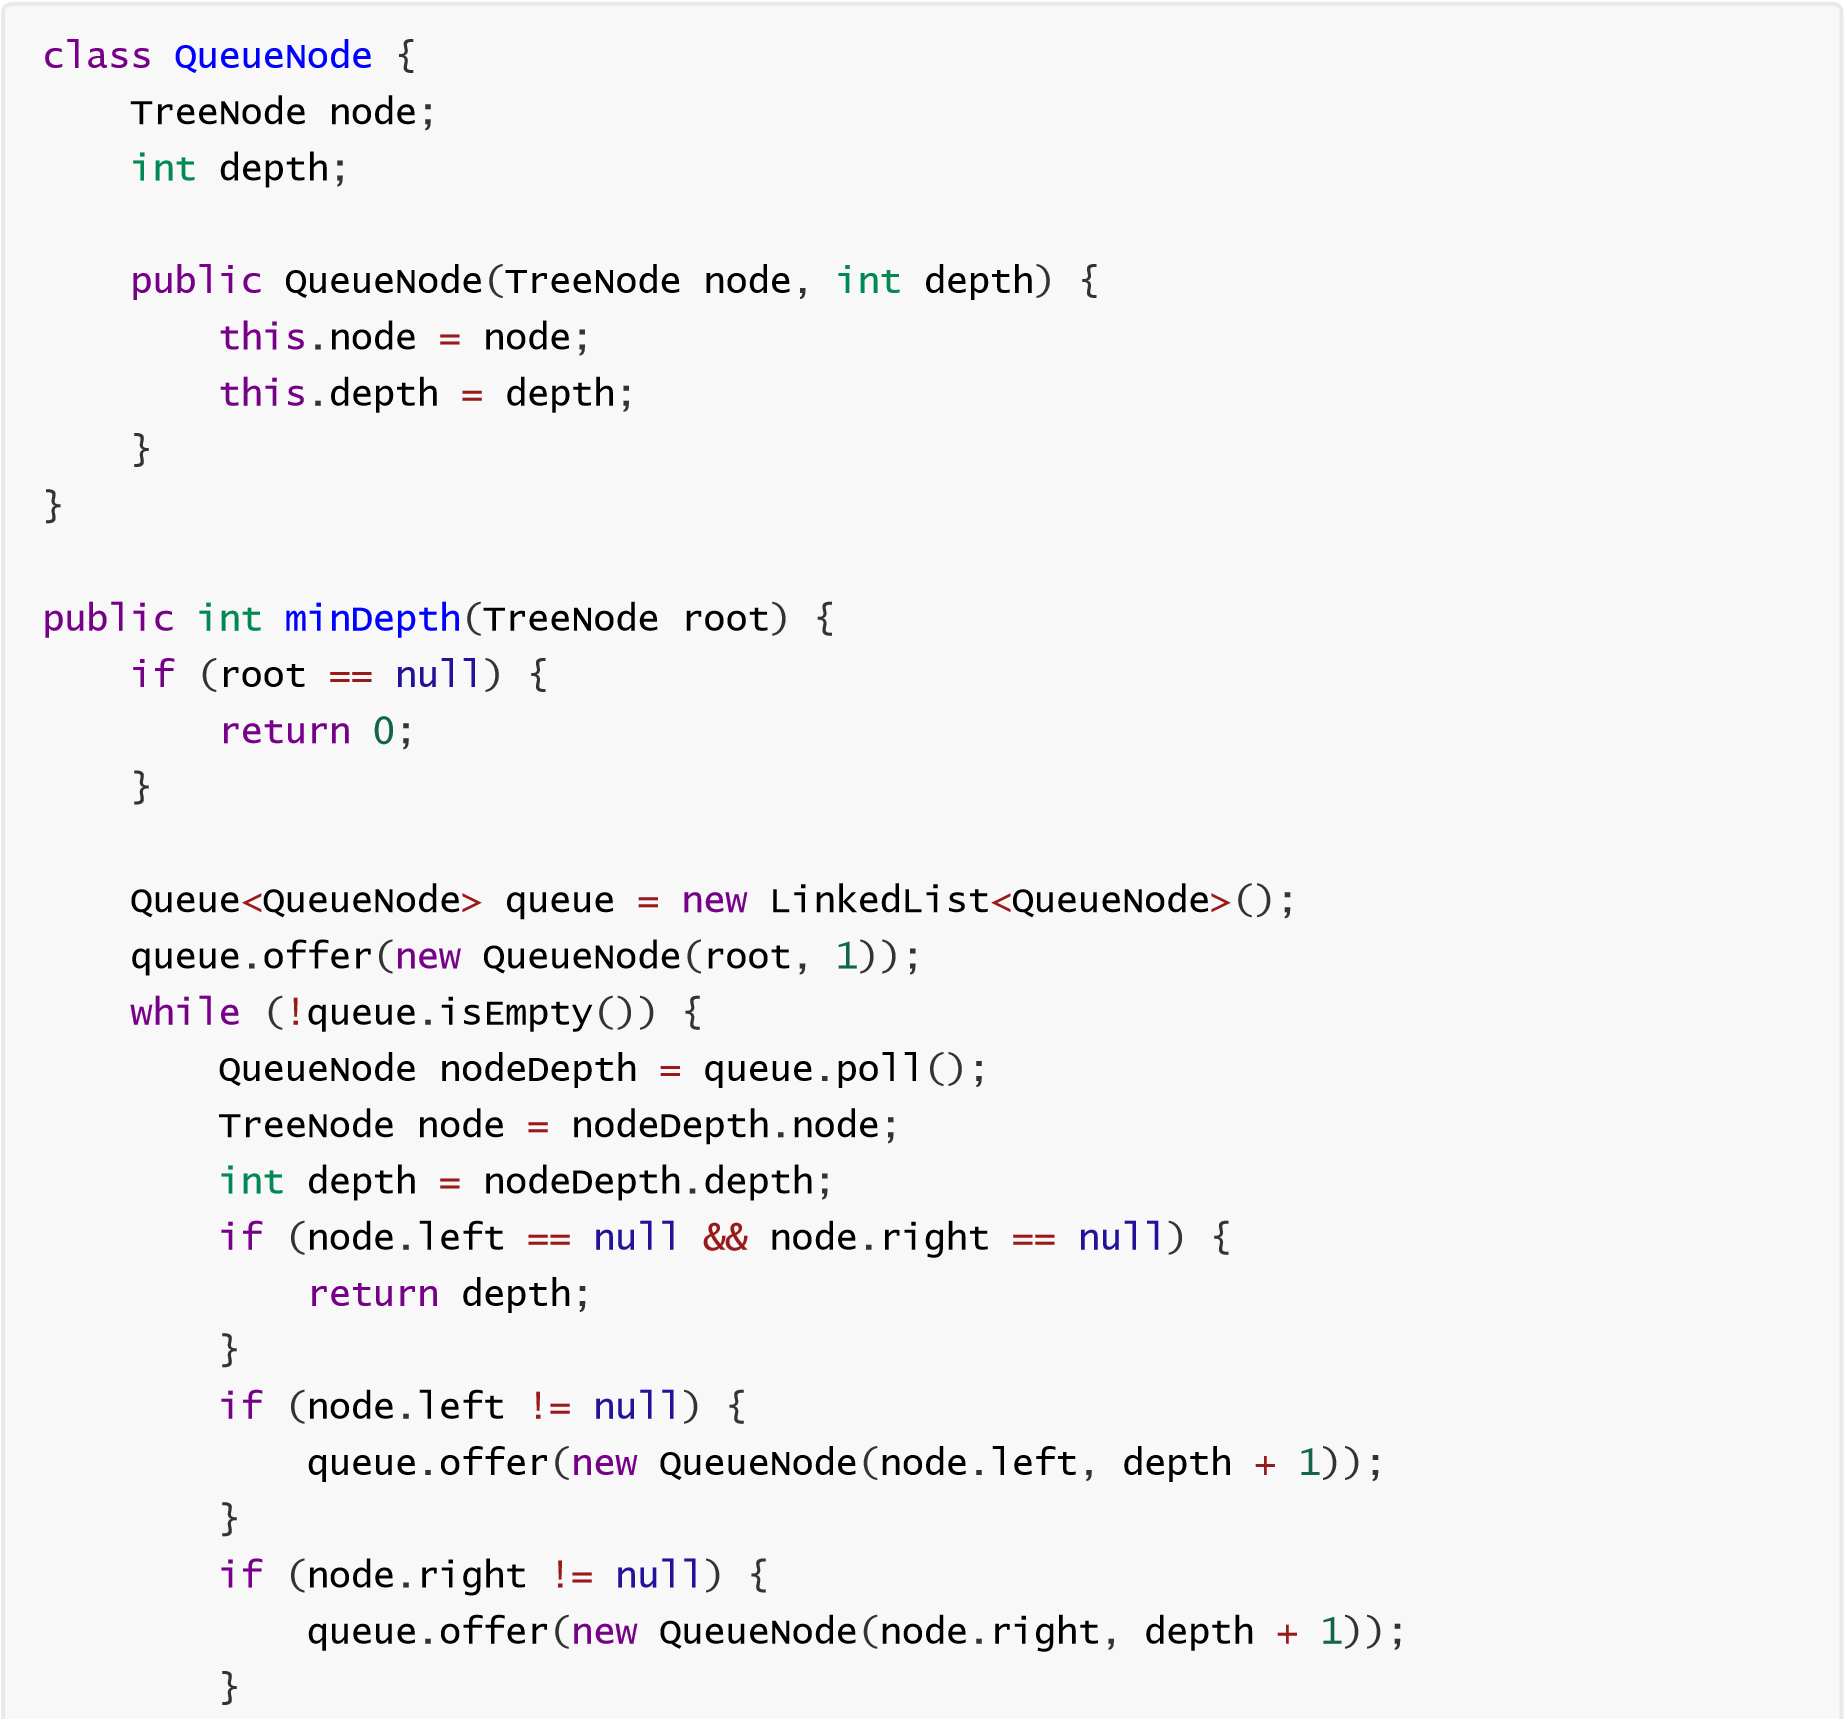 class QueueNode {
    TreeNode node;
    int depth;

    public QueueNode(TreeNode node, int depth) {
        this.node = node;
        this.depth = depth;
    }
}

public int minDepth(TreeNode root) {
    if (root == null) {
        return 0;
    }

    Queue<QueueNode> queue = new LinkedList<QueueNode>();
    queue.offer(new QueueNode(root, 1));
    while (!queue.isEmpty()) {
        QueueNode nodeDepth = queue.poll();
        TreeNode node = nodeDepth.node;
        int depth = nodeDepth.depth;
        if (node.left == null && node.right == null) {
            return depth;
        }
        if (node.left != null) {
            queue.offer(new QueueNode(node.left, depth + 1));
        }
        if (node.right != null) {
            queue.offer(new QueueNode(node.right, depth + 1));
        }